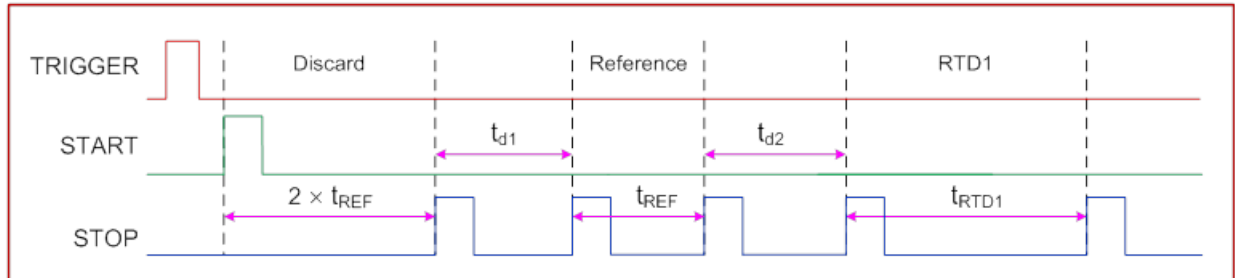 TRIGGER Discard Reference RTD1
START t_d1 t_d2
2 × t_REF t_REF t_RTD1
STOP